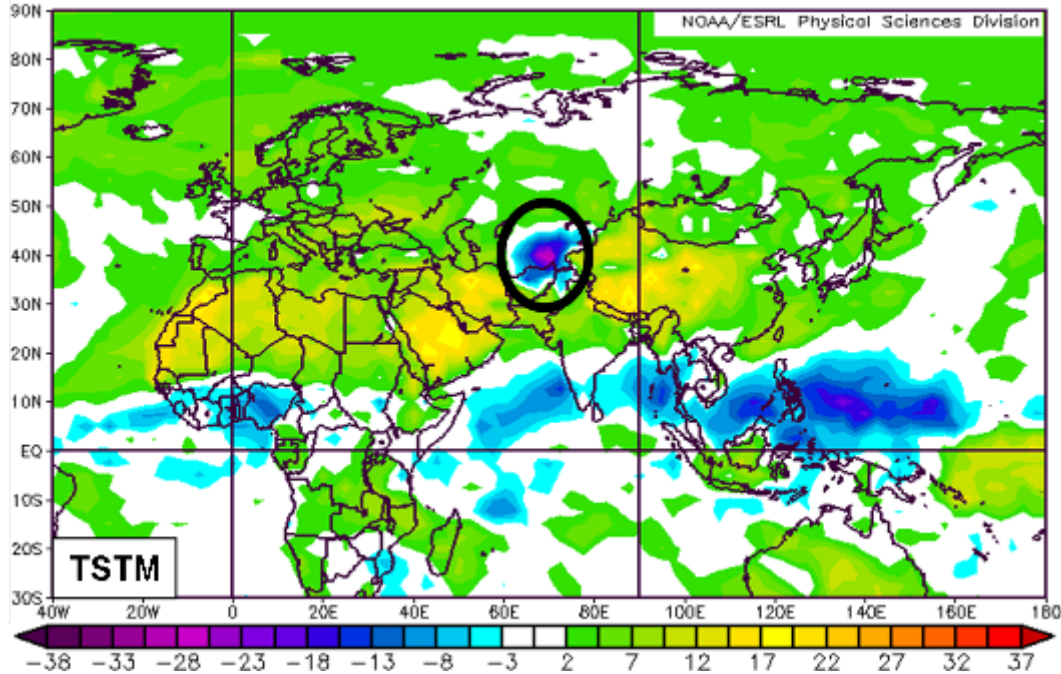 90N
NOAA/ESRL Physical Sciences Division
80N
70N
60N
50N
40N
30N
20N
10N
EQ
10S
20S
TSTM
30S
40W 20W 0 20E 40E 60E 80E 100E 120E 140E 160E 180
-38 -33 -28 -23 -18 -13 -8 -3 2 7 12 17 22 27 32 37